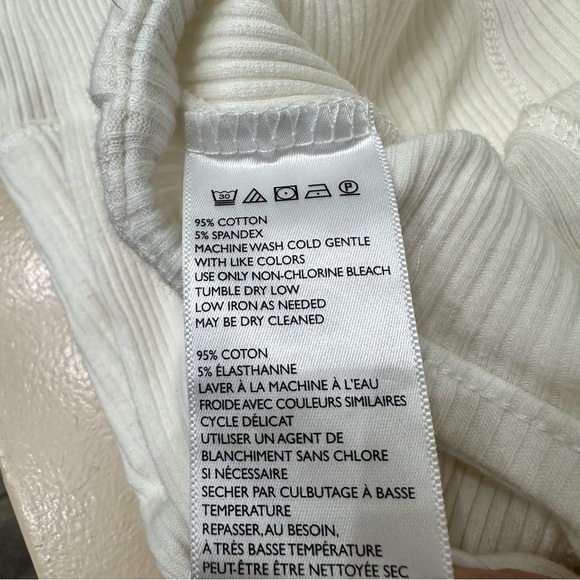 30 P
95% COTTON
5% SPANDEX
MACHINE WASH COLD GENTLE
WITH LIKE COLORS
USE ONLY NON-CHLORINE BLEACH
TUMBLE DRY LOW
LOW IRON AS NEEDED
MAY BE DRY CLEANED
95% COTON
5% ÉLASTHANNE
LAVER À LA MACHINE À L'EAU
FROIDE AVEC COULEURS SIMILAIRES
CYCLE DÉLICAT
UTILISER UN AGENT DE
BLANCHIMENT SANS CHLORE
SI NÉCESSAIRE
SECHER PAR CULBUTAGE À BASSE
TEMPERATURE
REPASSER, AU BESOIN,
À TRÉS BASSE TEMPÉRATURE
PEUT-ÊTRE ÊTRE NETTOYÉE SEC